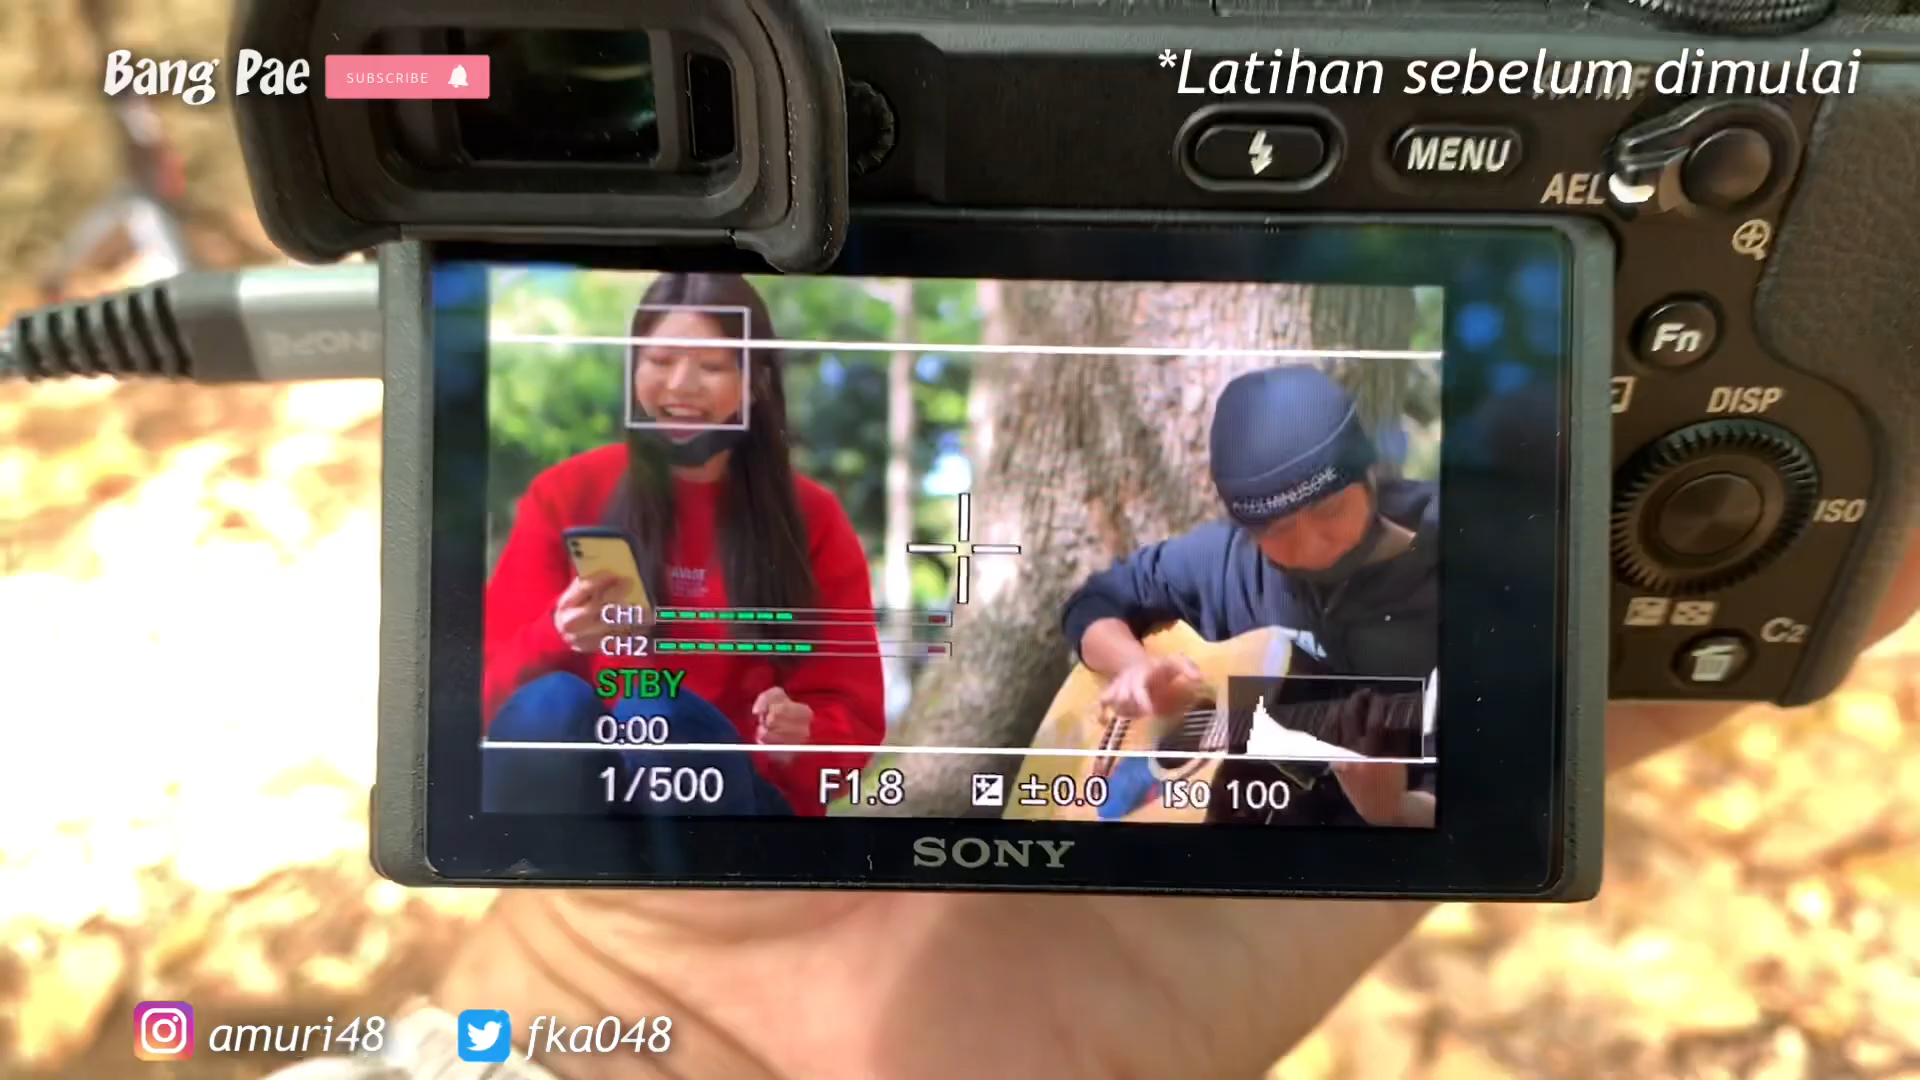 Bang Pae
SUBSCRIBE
*Latihan sebelum dimulai
MENU
AEL
Fn
DISP
ISO
C2
CH1
CH2
STBY
0:00
1/500
F1.8
±0.0
ISO 100
SONY
amuri48
fka048